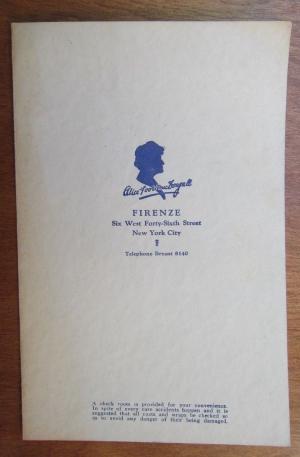 Alice Foote MacDougall
FIRENZE
Six West Forty-Sixth Street
New York City
Telephone Bryant 8140
A check room is provided for your convenience.
In spite of every care accidents happen and it is
suggested that all coats and wraps be checked so
as to avoid any danger of their being damaged.